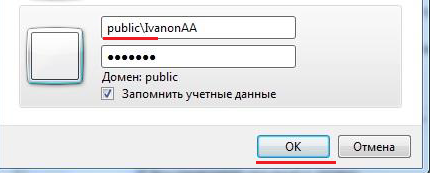 public\IvanonAA
●●●●●●●
Домен: public
Запомнить учетные данные
OK
Отмена